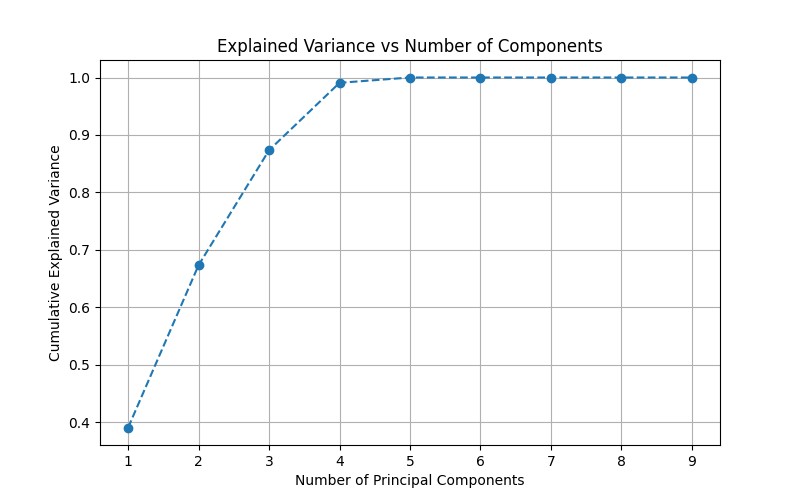 Explained Variance vs Number of Components
1.0
0.9
0.8
0.7
0.6
0.5
0.4
Cumulative Explained Variance
1 2 3 4 5 6 7 8 9
Number of Principal Components